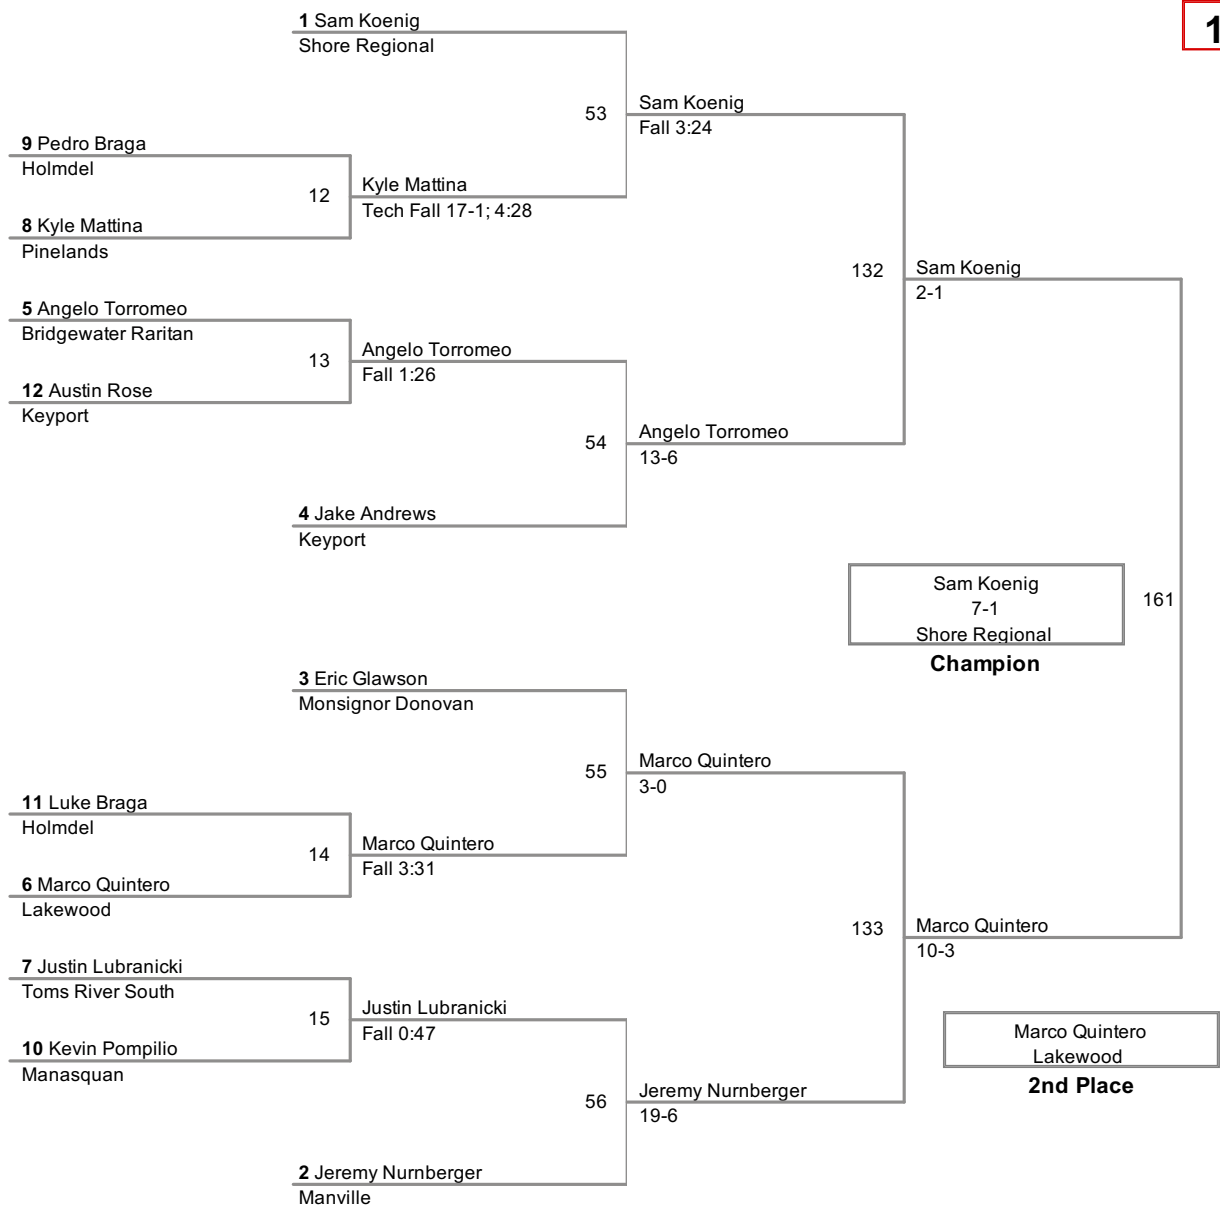 1 Sam Koenig
Shore Regional
1
53
Sam Koenig
Fall 3:24
9 Pedro Braga
Holmdel
12
Kyle Mattina
Tech Fall 17-1; 4:28
8 Kyle Mattina
Pinelands
132
Sam Koenig
2-1
5 Angelo Torromeo
Bridgewater Raritan
13
Angelo Torromeo
Fall 1:26
12 Austin Rose
Keyport
54
Angelo Torromeo
13-6
4 Jake Andrews
Keyport
Sam Koenig
7-1
Shore Regional
Champion
161
3 Eric Glawson
Monsignor Donovan
55
Marco Quintero
3-0
11 Luke Braga
Holmdel
14
Marco Quintero
Fall 3:31
6 Marco Quintero
Lakewood
133
Marco Quintero
10-3
7 Justin Lubranicki
Toms River South
15
Justin Lubranicki
Fall 0:47
10 Kevin Pompilio
Manasquan
Marco Quintero
Lakewood
2nd Place
56
Jeremy Nurnberger
19-6
2 Jeremy Nurnberger
Manville